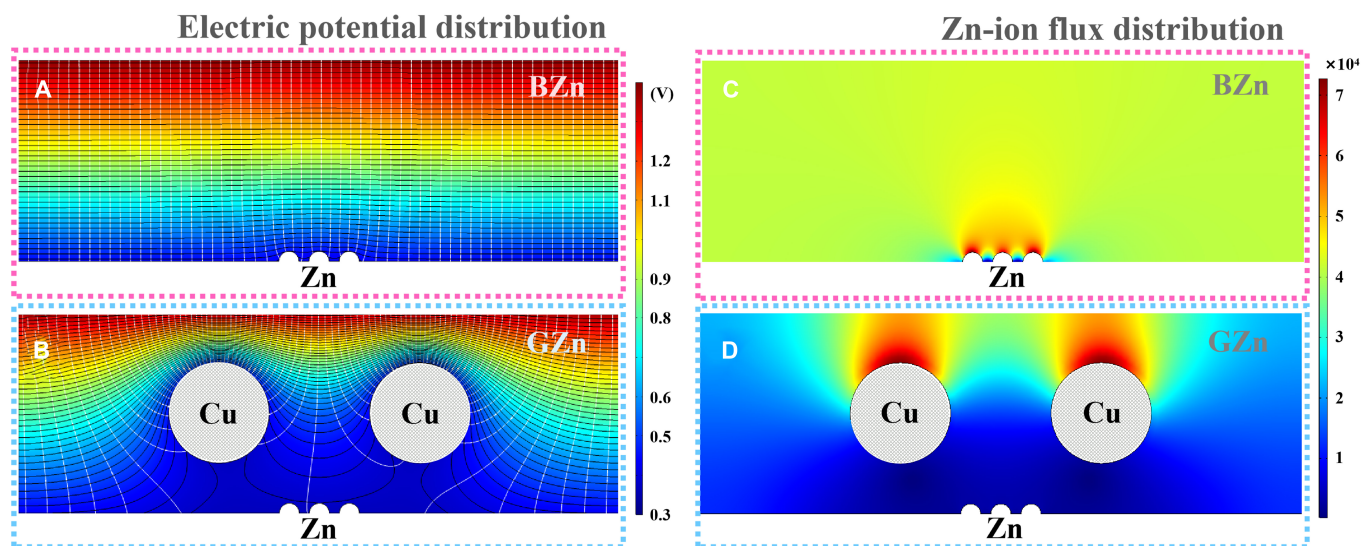 Electric potential distribution
Zn-ion flux distribution
A
BZn
(V)
1.2
1.1
0.9
0.8
0.6
0.5
0.3
Zn
B
GZn
Cu
Cu
Zn
C
BZn
×10⁴
7
6
5
4
3
2
1
Zn
D
GZn
Cu
Cu
Zn